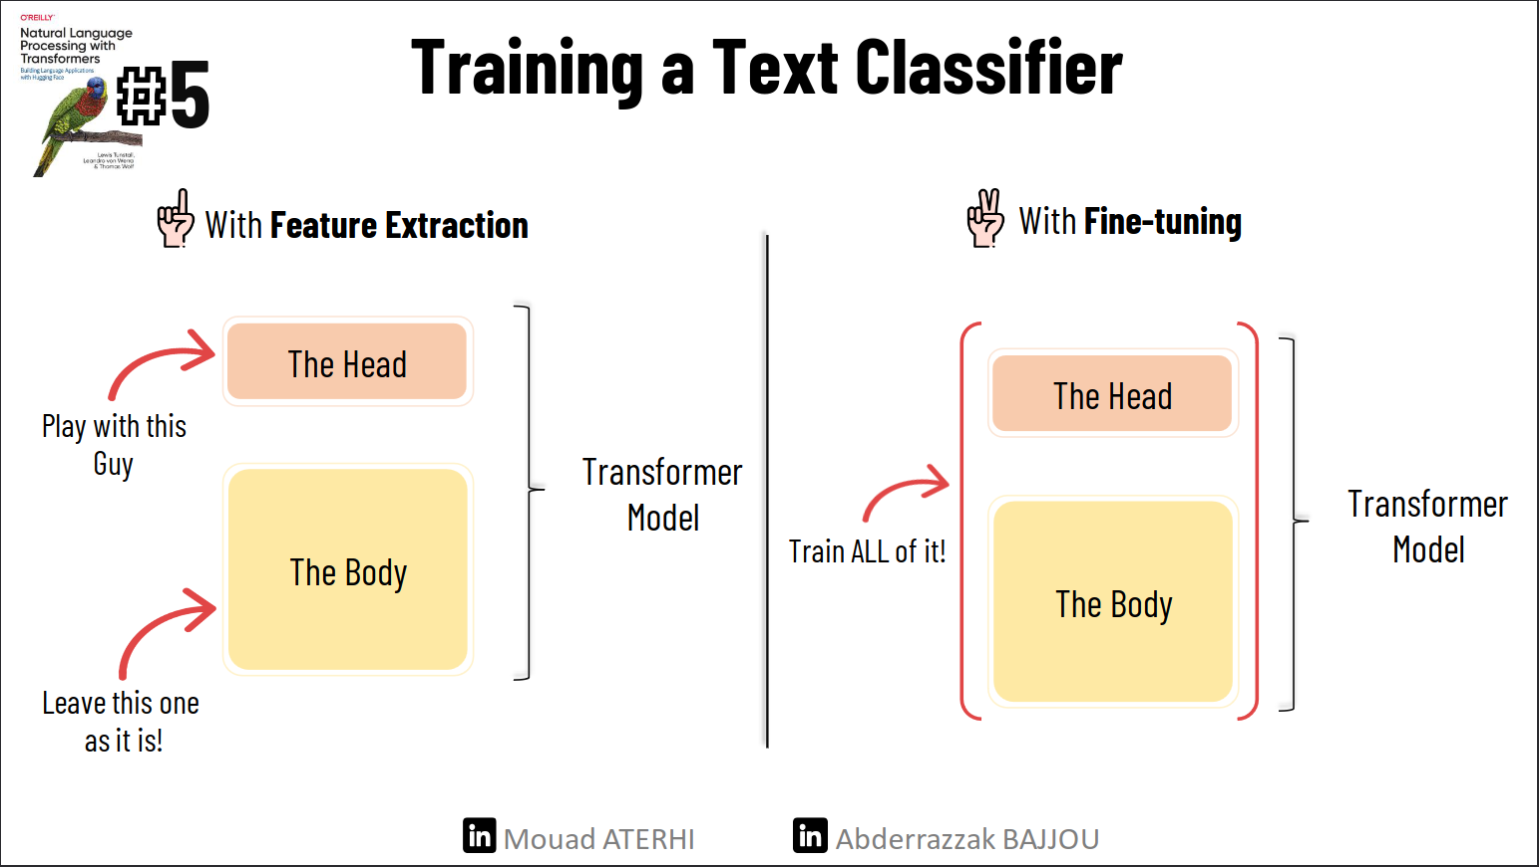 O'REILLY
Natural Language
Processing with
Transformers
Building Language Applications
with Hugging Face
#5
Lewis Tunstall,
Leandro von Werra
& Thomas Wolf
Training a Text Classifier
With Feature Extraction
The Head
Play with this
Guy
The Body
Leave this one
as it is!
Transformer
Model
With Fine-tuning
The Head
Train ALL of it!
The Body
Transformer
Model
in Mouad ATERHI
in Abderrazzak BAJJOU